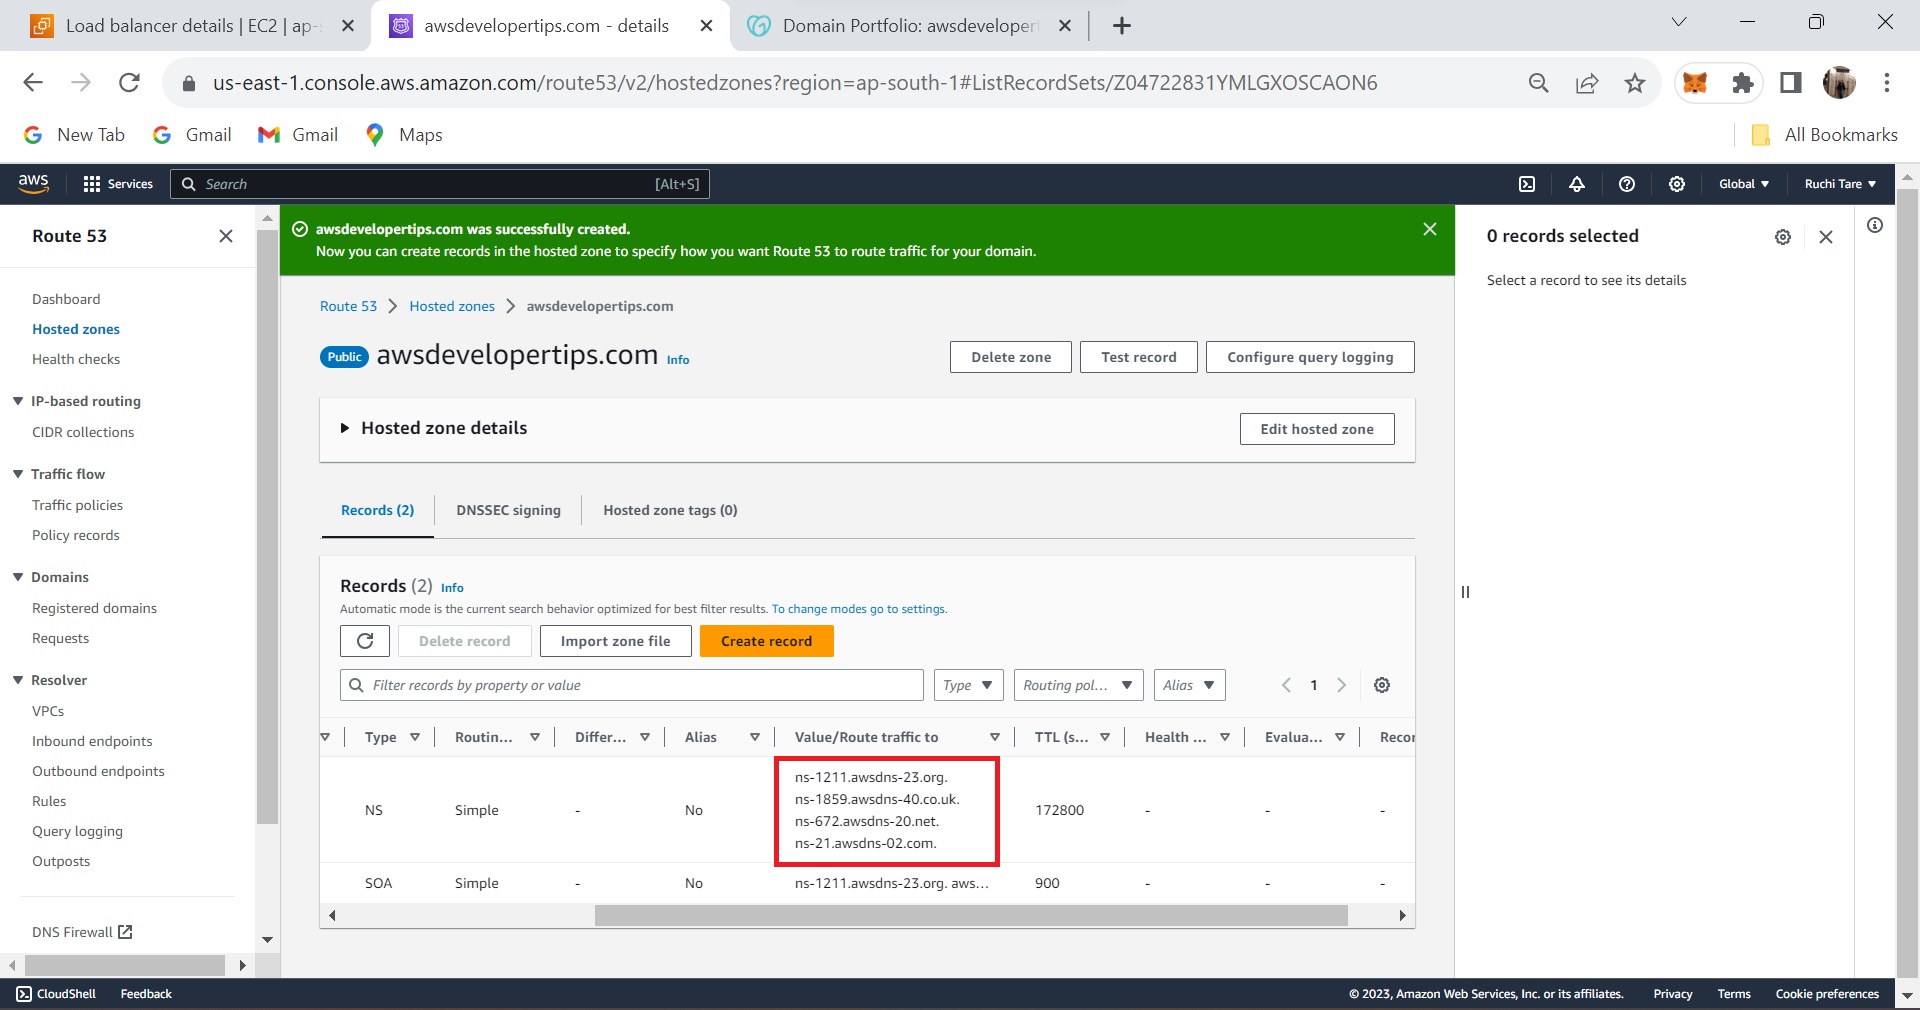 Load balancer details | EC2 | ap-s
awsdevelopertips.com - details
Domain Portfolio: awsdeveloper
us-east-1.console.aws.amazon.com/route53/v2/hostedzones?region=ap-south-1#ListRecordSets/Z04722831YMLGXOSCAON6
New Tab
Gmail
Gmail
Maps
All Bookmarks
aws
Services
Search
[Alt+S]
Global
Ruchi Tare
Route 53
Dashboard
Hosted zones
Health checks
IP-based routing
CIDR collections
Traffic flow
Traffic policies
Policy records
Domains
Registered domains
Requests
Resolver
VPCs
Inbound endpoints
Outbound endpoints
Rules
Query logging
Outposts
DNS Firewall
awsdevelopertips.com was successfully created.
Now you can create records in the hosted zone to specify how you want Route 53 to route traffic for your domain.
Route 53 > Hosted zones > awsdevelopertips.com
Public awsdevelopertips.com Info
Delete zone
Test record
Configure query logging
Hosted zone details
Edit hosted zone
Records (2)
DNSSEC signing
Hosted zone tags (0)
Records (2) Info
Automatic mode is the current search behavior optimized for best filter results. To change modes go to settings.
Delete record
Import zone file
Create record
Filter records by property or value
Type
Routing pol...
Alias
1
Type Routin... Differ... Alias Value/Route traffic to TTL (s... Health ... Evalua... Recor
ns-1211.awsdns-23.org.
ns-1859.awsdns-40.co.uk.
NS Simple - No 172800 - - -
ns-672.awsdns-20.net.
ns-21.awsdns-02.com.
SOA Simple - No ns-1211.awsdns-23.org. aws... 900 - - -
0 records selected
Select a record to see its details
CloudShell
Feedback
© 2023, Amazon Web Services, Inc. or its affiliates.
Privacy
Terms
Cookie preferences